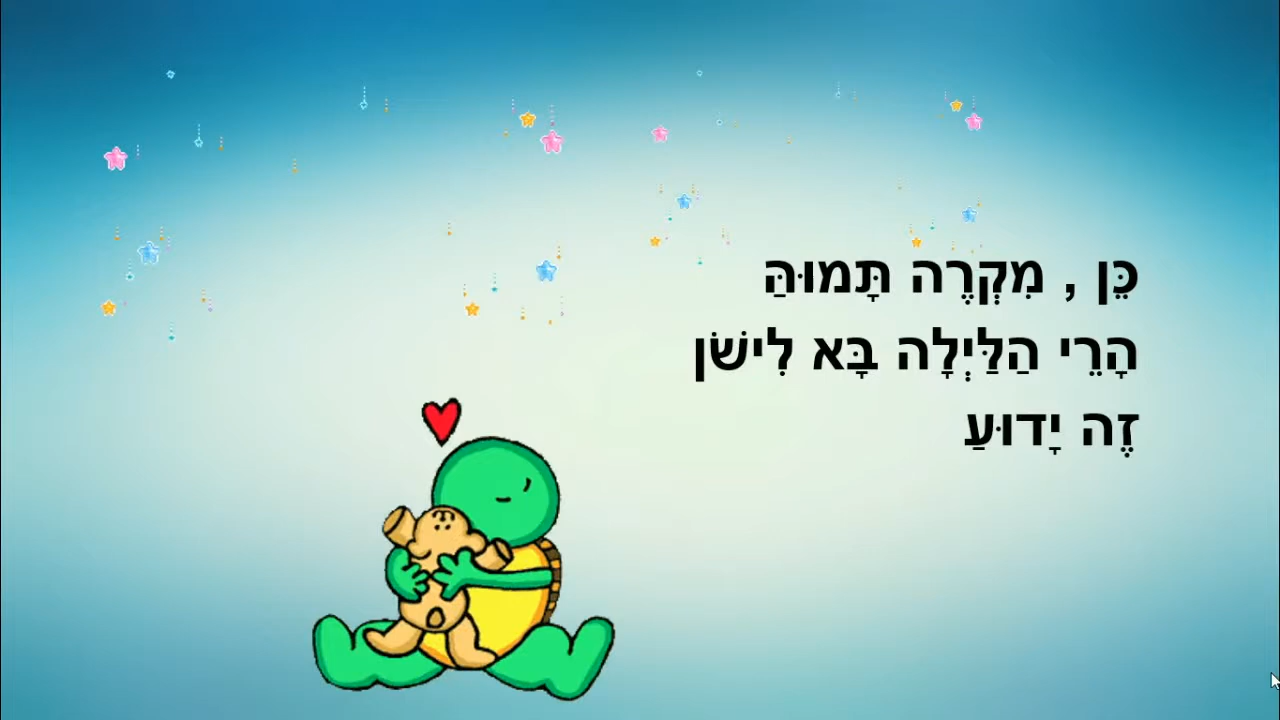 כֵּן , מִקְרֶה תָּמוּהַּ
הָרֵי הַלַּיְלָה בָּא לִישֹׁן
זֶה יָדוּעַ